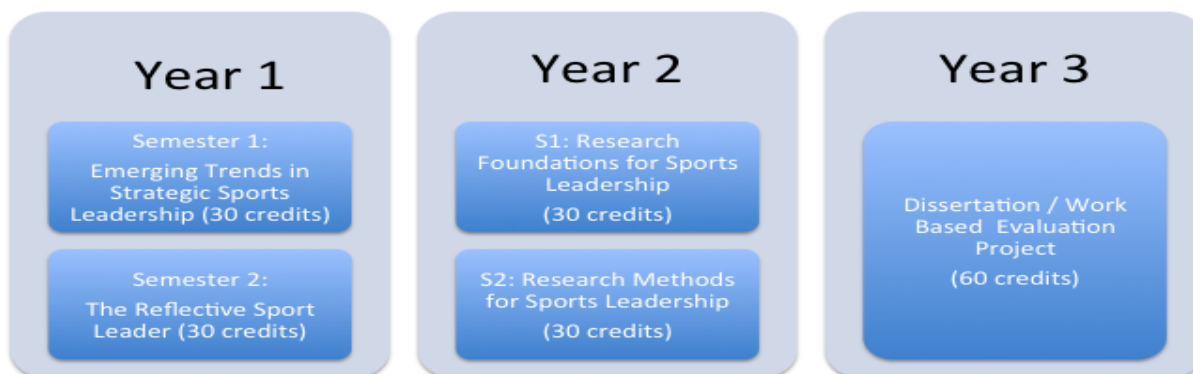 Year 1
Semester 1:
Emerging Trends in
Strategic Sports
Leadership (30 credits)
Semester 2:
The Reflective Sport
Leader (30 credits)
Year 2
S1: Research
Foundations for Sports
Leadership
(30 credits)
S2: Research Methods
for Sports Leadership
(30 credits)
Year 3
Dissertation / Work
Based Evaluation
Project
(60 credits)